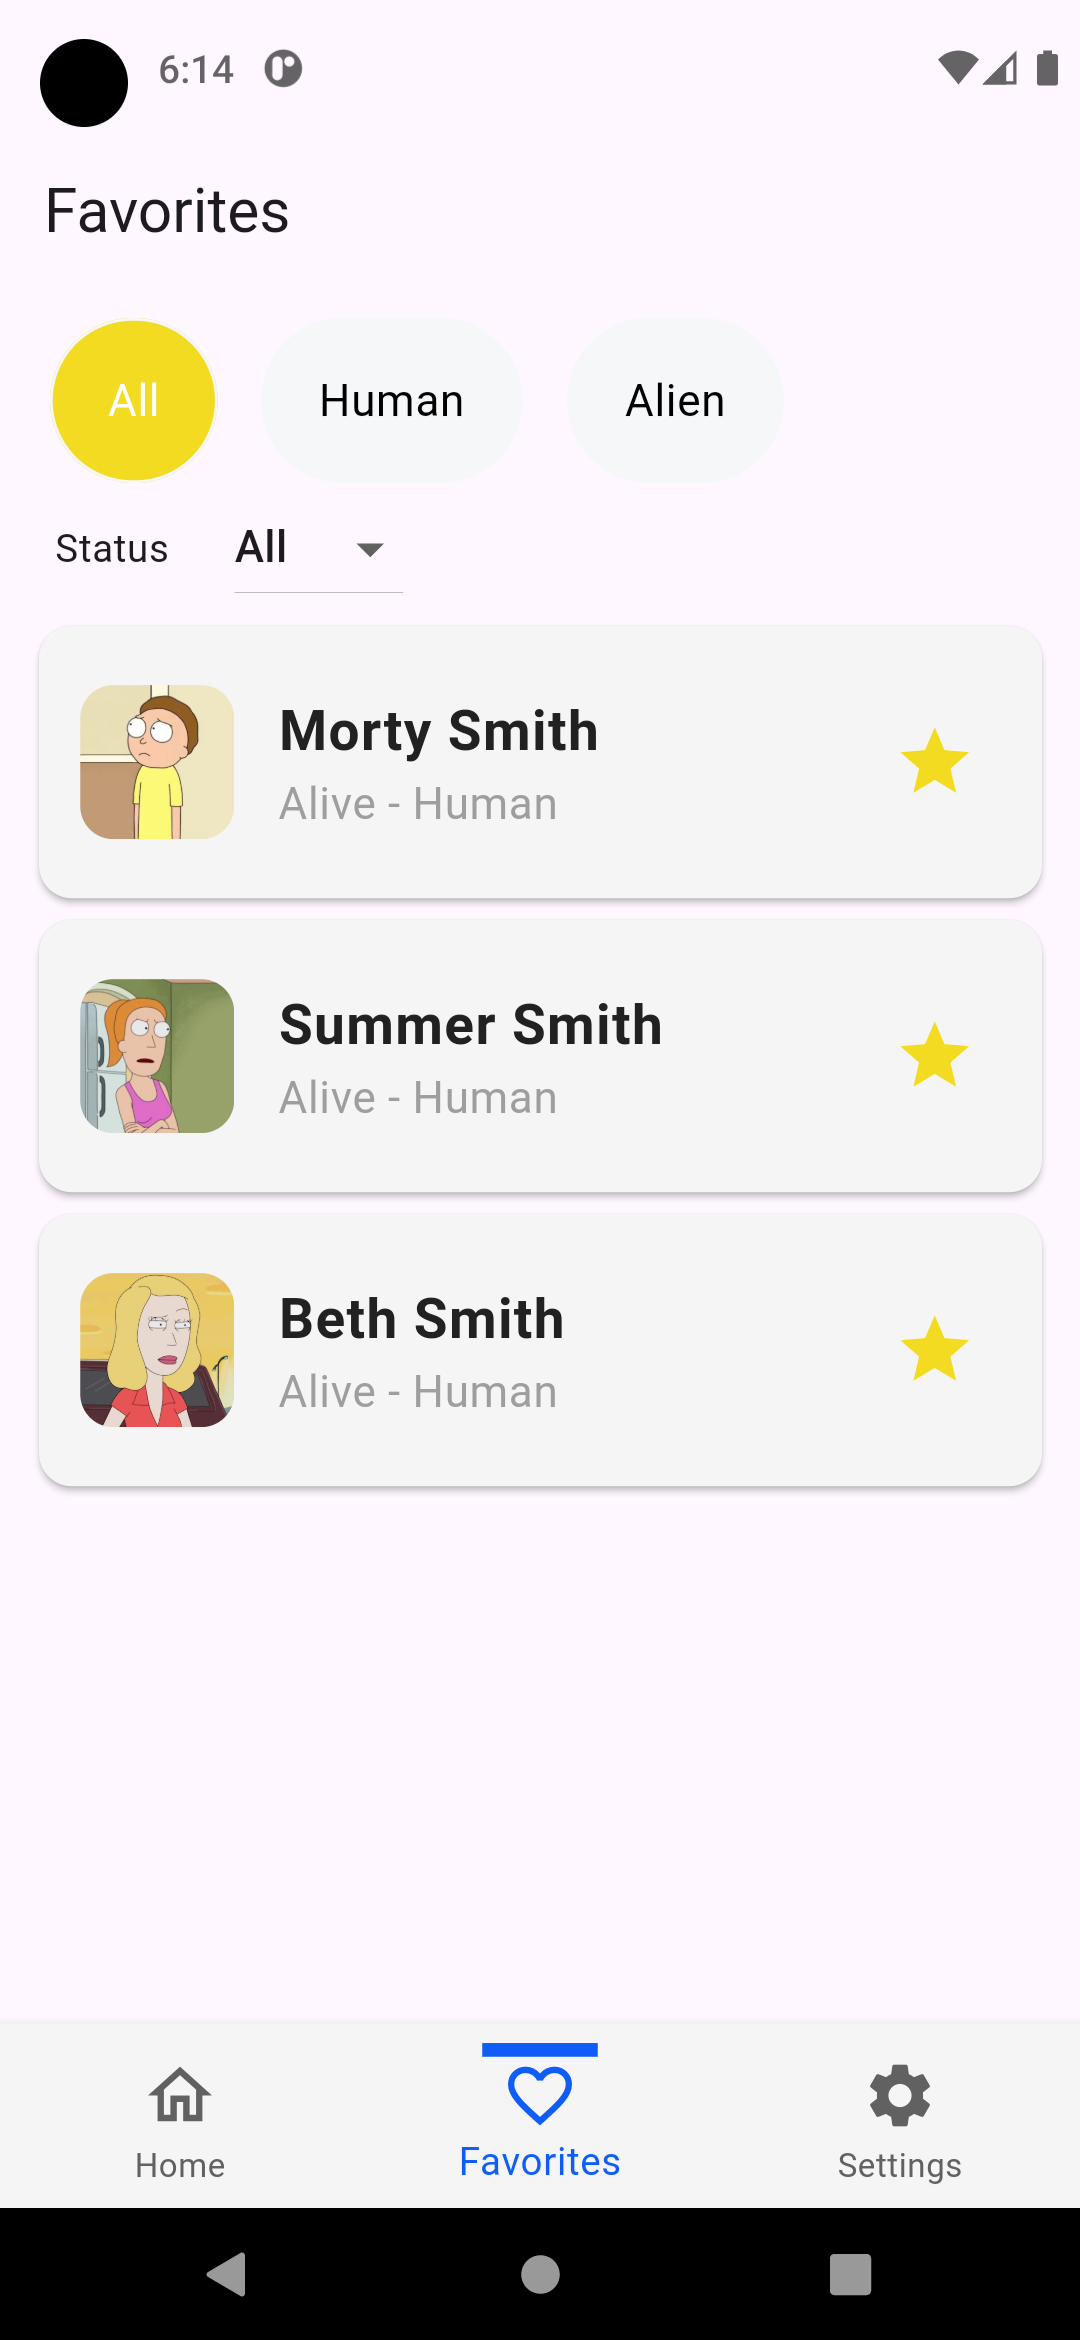 6:14
Favorites
All Human Alien
Status All
Morty Smith
Alive - Human
Summer Smith
Alive - Human
Beth Smith
Alive - Human
Home Favorites Settings